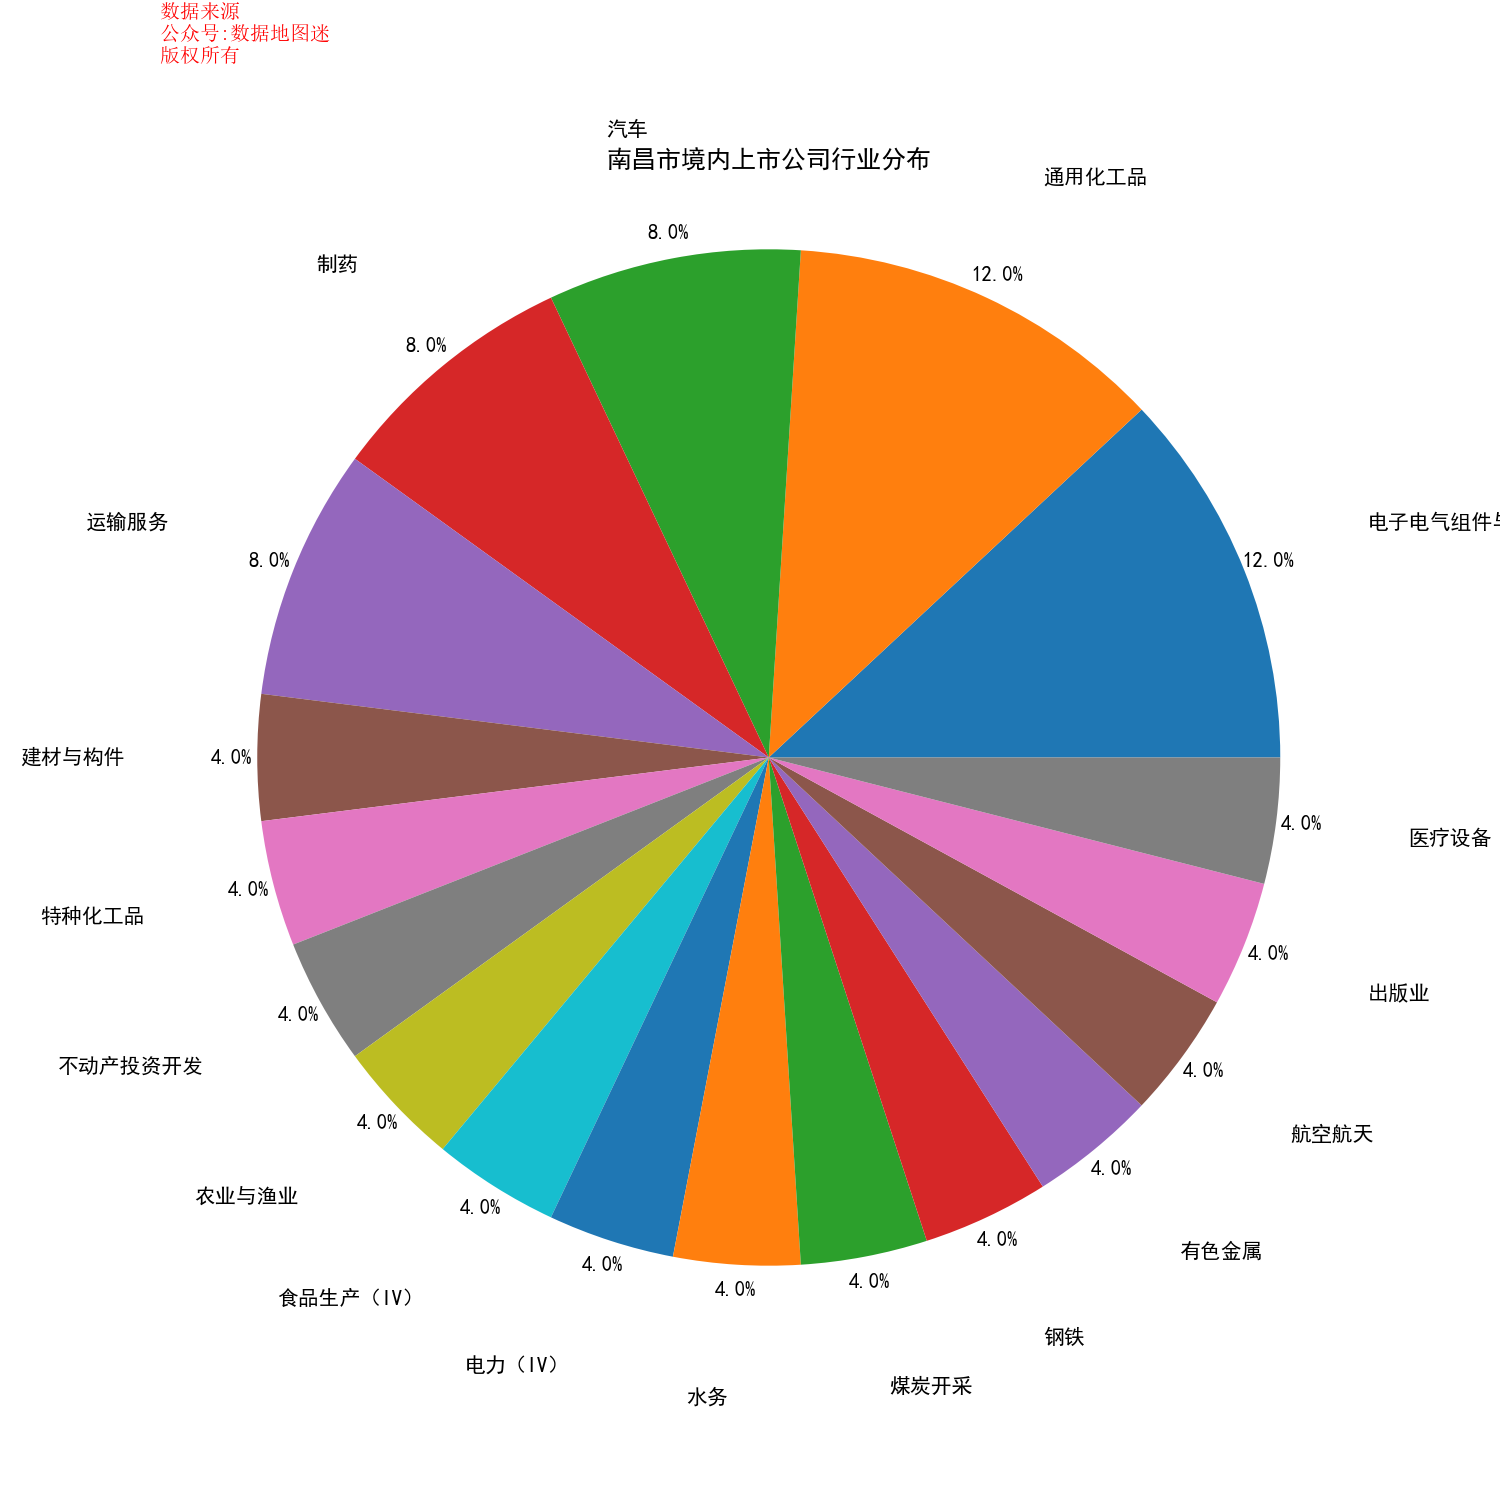 数据来源
公众号:数据地图迷
版权所有
汽车
南昌市境内上市公司行业分布
通用化工品
8.0%
制药
12.0%
8.0%
运输服务
电子电气组件与
8.0%
12.0%
建材与构件
4.0%
4.0%
医疗设备
特种化工品
4.0%
4.0%
出版业
4.0%
不动产投资开发
4.0%
4.0%
航空航天
农业与渔业
4.0%
4.0%
有色金属
食品生产（IV）
4.0%
4.0%
4.0%
4.0%
钢铁
电力（IV）
水务
煤炭开采